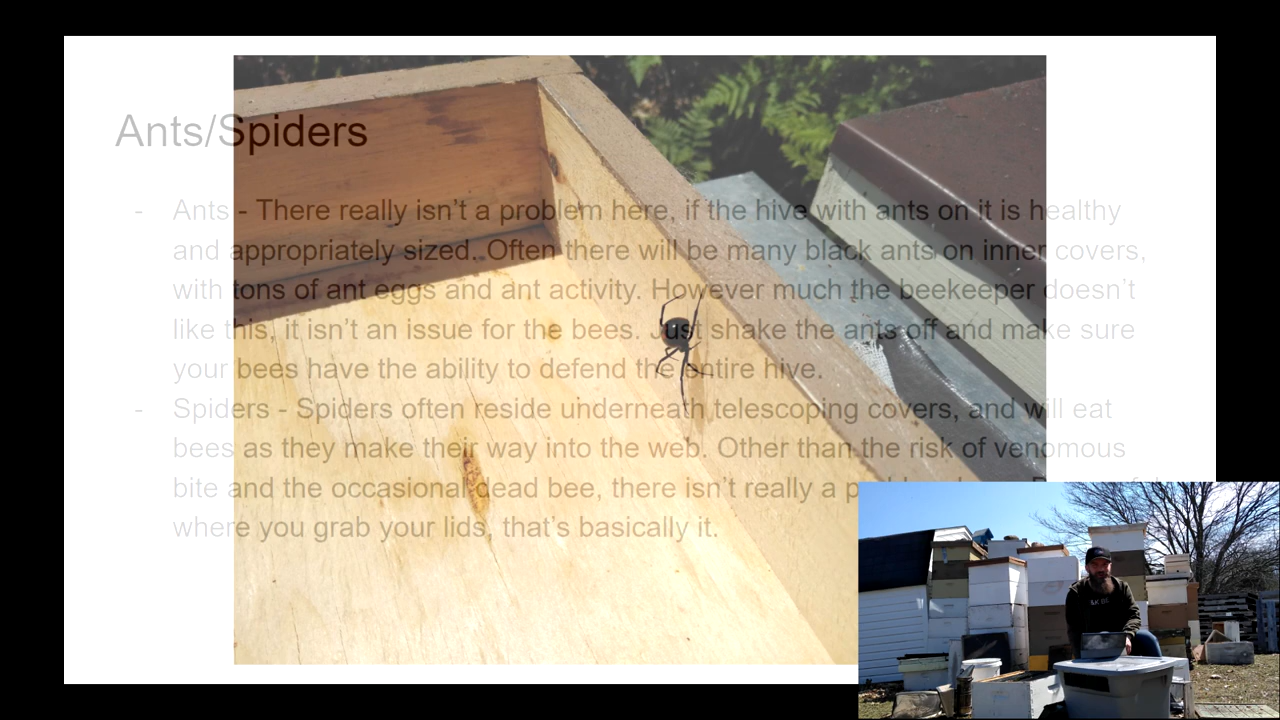 Ants/Spiders
- Ants - There really isn't a problem here, if the hive with ants on it is healthy
and appropriately sized. Often there will be many black ants on inner covers,
with tons of ant eggs and ant activity. However much the beekeeper doesn't
like this, it isn't an issue for the bees. Just shake the ants off and make sure
your bees have the ability to defend the entire hive.
- Spiders - Spiders often reside underneath telescoping covers, and will eat
bees as they make their way into the web. Other than the risk of venomous
bite and the occasional dead bee, there isn't really a
where you grab your lids, that's basically it.